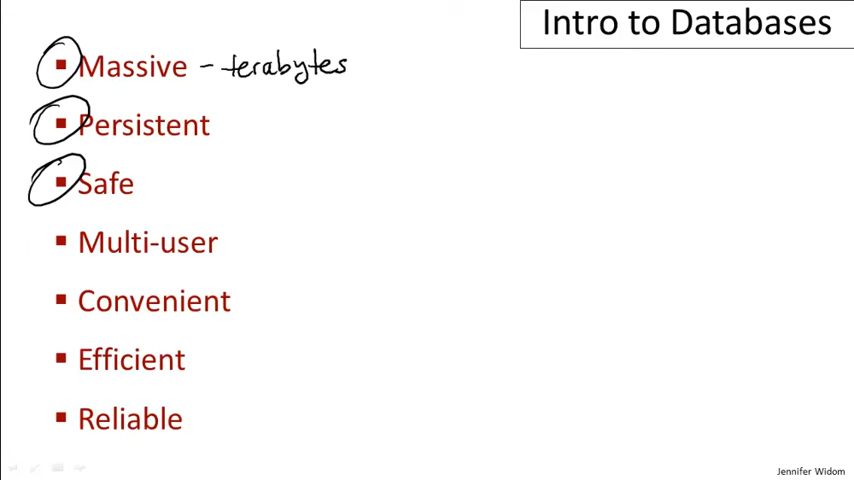 Intro to Databases
Massive - terabytes
Persistent
Safe
Multi-user
Convenient
Efficient
Reliable
Jennifer Widom